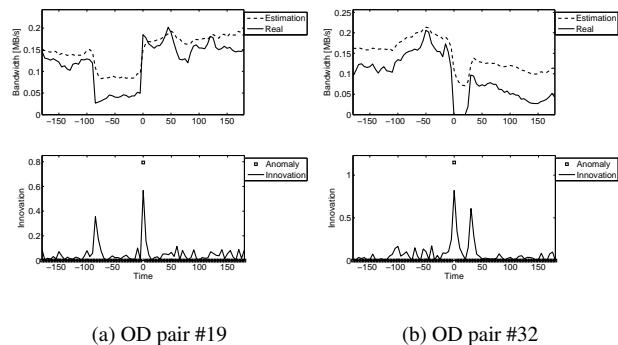 0.2
0.15
0.1
0.05
0
Bandwidth [MB/s]
−150 −100 −50 0 50 100 150
Estimation
Real
0.8
0.6
0.4
0.2
0
Innovation
−150 −100 −50 0 50 100 150
Time
Anomaly
Innovation
(a) OD pair #19
0.25
0.2
0.15
0.1
0.05
0
Bandwidth [MB/s]
−150 −100 −50 0 50 100 150
Estimation
Real
1
0.5
0
Innovation
−150 −100 −50 0 50 100 150
Time
Anomaly
Innovation
(b) OD pair #32